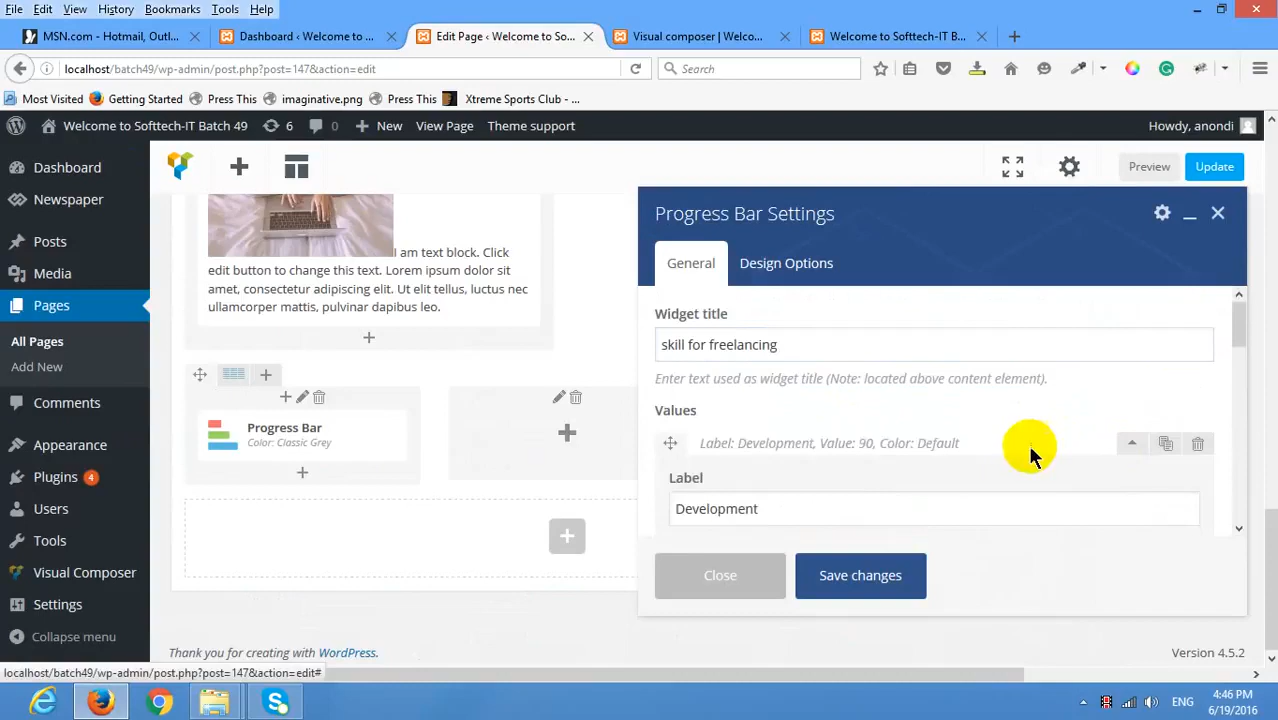 File Edit View History Bookmarks Tools Help
MSN.com - Hotmail, Outl... Dashboard ‹ Welcome to ... Edit Page ‹ Welcome to So... Visual composer | Welco... Welcome to Softtech-IT B...
localhost/batch49/wp-admin/post.php?post=147&action=edit Search
Most Visited Getting Started Press This imaginative.png Press This Xtreme Sports Club - ...
Welcome to Softtech-IT Batch 49 6 New View Page Theme support Howdy, anondi
Dashboard
Newspaper
Posts
Media
Pages
All Pages
Add New
Comments
Appearance
Plugins 4
Users
Tools
Visual Composer
Settings
Collapse menu
Preview Update
I am text block. Click
edit button to change this text. Lorem ipsum dolor sit
amet, consectetur adipiscing elit. Ut elit tellus, luctus nec
ullamcorper mattis, pulvinar dapibus leo.
Progress Bar
Color: Classic Grey
Progress Bar Settings
General Design Options
Widget title
skill for freelancing
Enter text used as widget title (Note: located above content element).
Values
Label: Development, Value: 90, Color: Default
Label
Development
Close Save changes
Thank you for creating with WordPress. Version 4.5.2
localhost/batch49/wp-admin/post.php?post=147&action=edit#
ENG
4:46 PM
6/19/2016